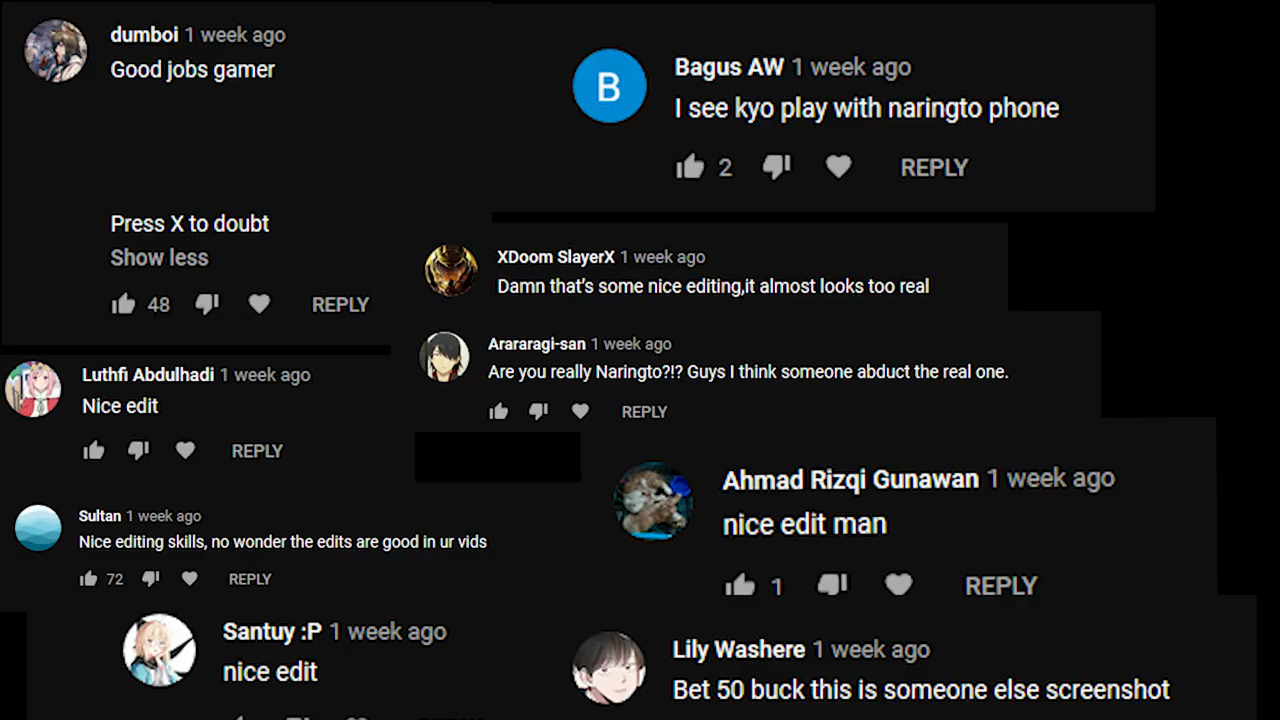 dumboi 1 week ago
Good jobs gamer
Press X to doubt
Show less
48 REPLY
B
Bagus AW 1 week ago
I see kyo play with naringto phone
2 REPLY
XDoom SlayerX 1 week ago
Damn that's some nice editing,it almost looks too real
Arararagi-san 1 week ago
Are you really Naringto?!? Guys I think someone abduct the real one.
REPLY
Luthfi Abdulhadi 1 week ago
Nice edit
REPLY
Ahmad Rizqi Gunawan 1 week ago
nice edit man
1 REPLY
Sultan 1 week ago
Nice editing skills, no wonder the edits are good in ur vids
72 REPLY
Santuy :P 1 week ago
nice edit
Lily Washere 1 week ago
Bet 50 buck this is someone else screenshot